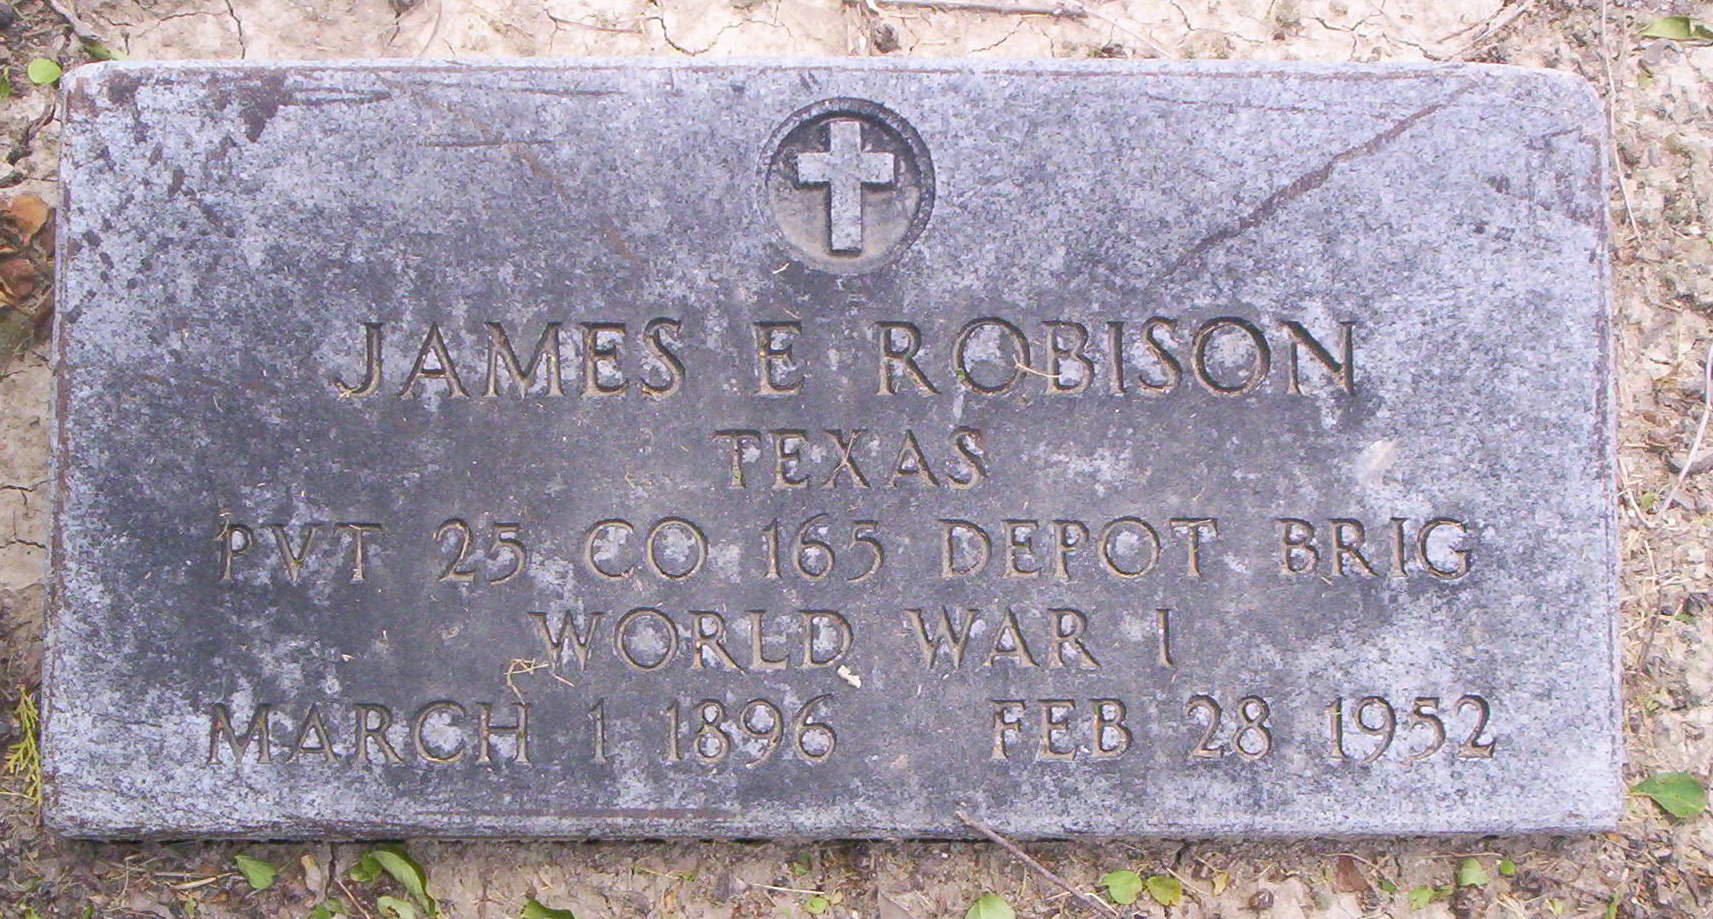 JAMES E ROBISON
TEXAS
PVT 25 CO 165 DEPOT BRIG
WORLD WAR I
MARCH 1 1896 FEB 28 1952